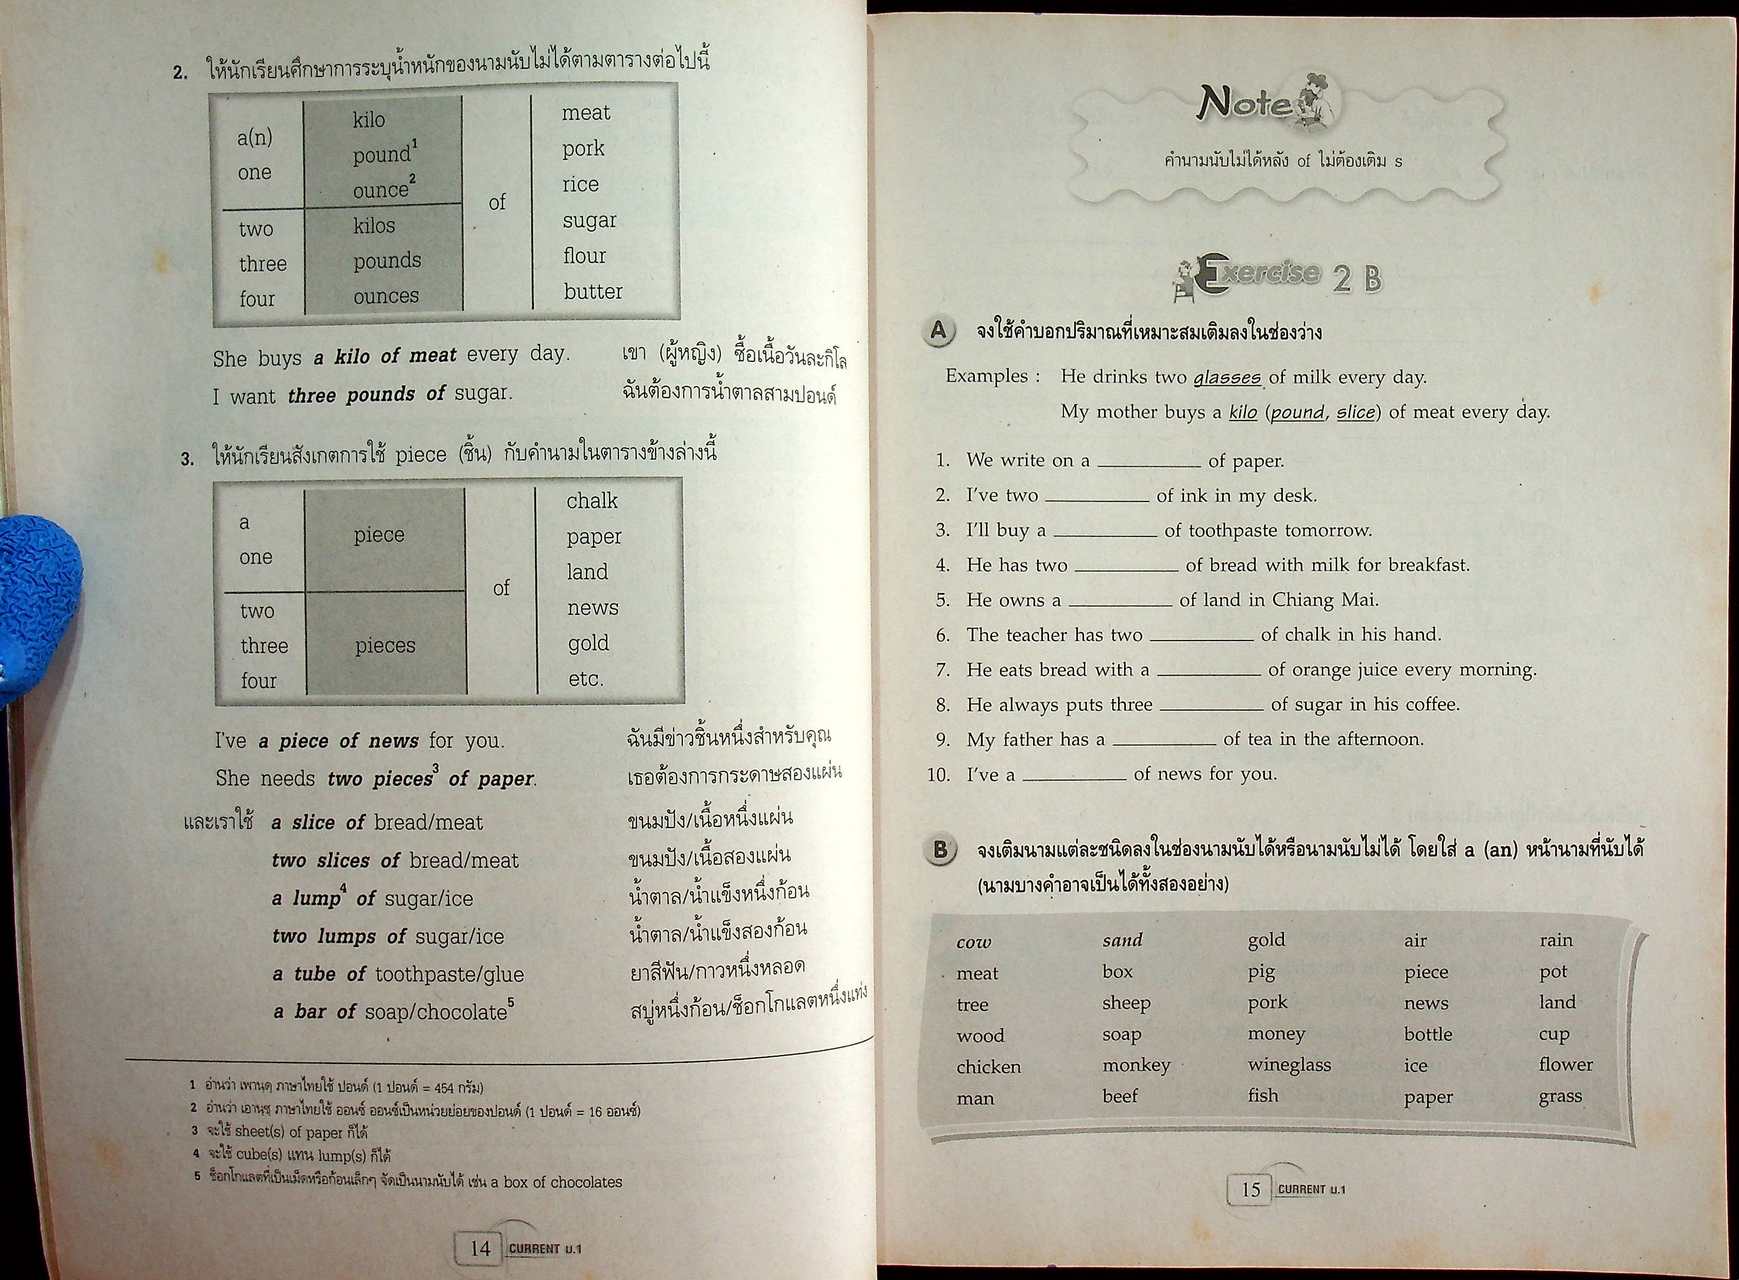 2. ให้นักเรียนศึกษาการระบุน้ำหนักของนามนับไม่ได้ตามตารางต่อไปนี้
a(n)
one
kilo
pound¹
ounce²
two
three
four
kilos
pounds
ounces
of
meat
pork
rice
sugar
flour
butter
She buys a kilo of meat every day. เขา (ผู้หญิง) ซื้อเนื้อวันละกิโล
I want three pounds of sugar. ฉันต้องการน้ำตาลสามปอนด์
3. ให้นักเรียนสังเกตการใช้ piece (ชิ้น) กับคำนามในตารางข้างล่างนี้
a
one
piece
two
three
four
pieces
of
chalk
paper
land
news
gold
etc.
I've a piece of news for you. ฉันมีข่าวชิ้นหนึ่งสำหรับคุณ
She needs two pieces³ of paper. เธอต้องการกระดาษสองแผ่น
และเราใช้ a slice of bread/meat ขนมปัง/เนื้อหนึ่งแผ่น
two slices of bread/meat ขนมปัง/เนื้อสองแผ่น
a lump⁴ of sugar/ice น้ำตาล/น้ำแข็งหนึ่งก้อน
two lumps of sugar/ice น้ำตาล/น้ำแข็งสองก้อน
a tube of toothpaste/glue ยาสีฟัน/กาวหนึ่งหลอด
a bar of soap/chocolate⁵ สบู่หนึ่งก้อน/ช็อกโกแลตหนึ่งแท่ง
1 อ่านว่า เพานดฺ ภาษาไทยใช้ ปอนด์ (1 ปอนด์ = 454 กรัม)
2 อ่านว่า เอานซฺ ภาษาไทยใช้ ออนซ์ ออนซ์เป็นหน่วยย่อยของปอนด์ (1 ปอนด์ = 16 ออนซ์)
3 จะใช้ sheet(s) of paper ก็ได้
4 จะใช้ cube(s) แทน lump(s) ก็ได้
5 ช็อกโกแลตที่เป็นเม็ดหรือก้อนเล็กๆ จัดเป็นนามนับได้ เช่น a box of chocolates
14 CURRENT ม.1
Note
คำนามนับไม่ได้หลัง of ไม่ต้องเติม s
Exercise 2 B
A จงใช้คำบอกปริมาณที่เหมาะสมเติมลงในช่องว่าง
Examples : He drinks two glasses of milk every day.
My mother buys a kilo (pound, slice) of meat every day.
1. We write on a __________ of paper.
2. I've two __________ of ink in my desk.
3. I'll buy a __________ of toothpaste tomorrow.
4. He has two __________ of bread with milk for breakfast.
5. He owns a __________ of land in Chiang Mai.
6. The teacher has two __________ of chalk in his hand.
7. He eats bread with a __________ of orange juice every morning.
8. He always puts three __________ of sugar in his coffee.
9. My father has a __________ of tea in the afternoon.
10. I've a __________ of news for you.
B จงเติมนามแต่ละชนิดลงในช่องนามนับได้หรือนามนับไม่ได้ โดยใส่ a (an) หน้านามที่นับได้
(นามบางคำอาจเป็นได้ทั้งสองอย่าง)
cow sand gold air rain
meat box pig piece pot
tree sheep pork news land
wood soap money bottle cup
chicken monkey wineglass ice flower
man beef fish paper grass
15 CURRENT ม.1